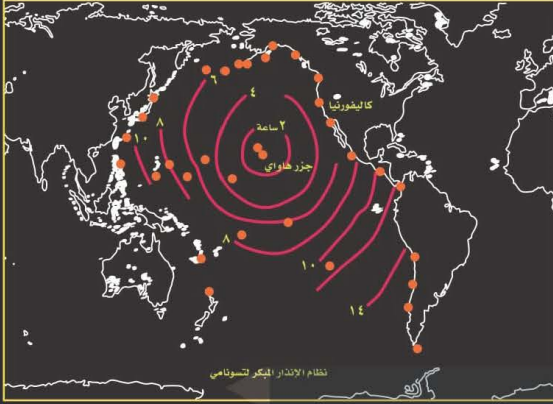 ٦
٤
كاليفورنيا
٨
٢ ساعة
١٠
جزر هاواي
٨
١٠
١٤
نظام الإنذار المبكر لتسونامي